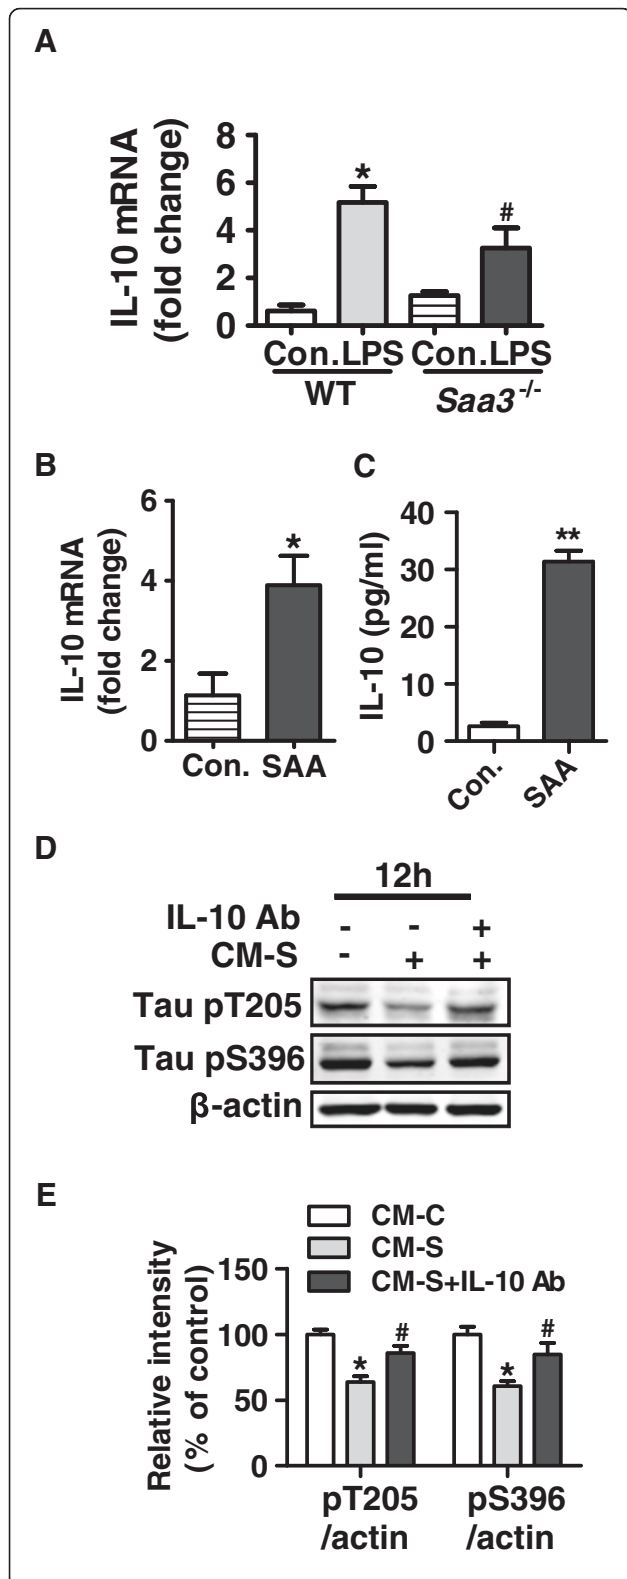 A
IL-10 mRNA
(fold change)
8
6
4
2
0
*
#
Con. LPS Con. LPS
WT Saa3 -/-
B
IL-10 mRNA
(fold change)
6
4
2
0
*
Con. SAA
C
IL-10 (pg/ml)
40
30
20
10
0
**
Con.
SAA
D
12h
IL-10 Ab - - +
CM-S - + +
Tau pT205
Tau pS396
β-actin
E
CM-C
CM-S
CM-S+IL-10 Ab
Relative intensity
(% of control)
150
100
50
0
* # * #
pT205 pS396
/actin /actin